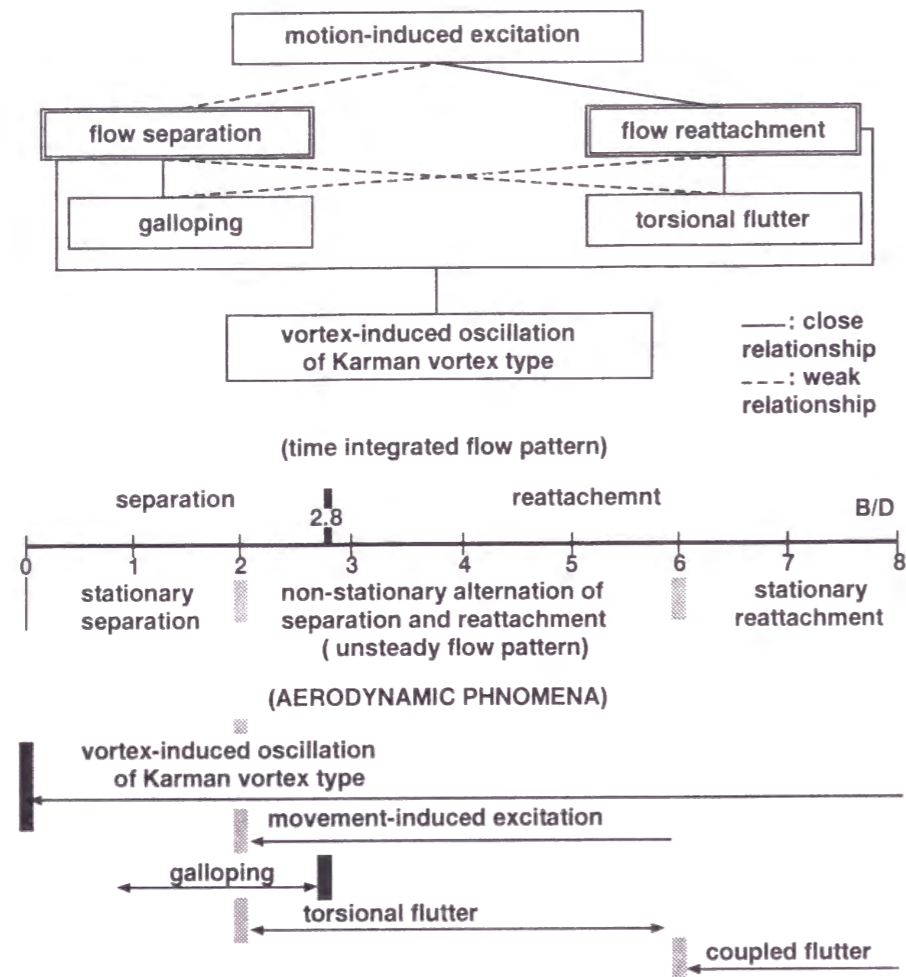 motion-induced excitation
flow separation
flow reattachment
galloping
torsional flutter
vortex-induced oscillation
of Karman vortex type
——: close
relationship
---: weak
relationship
(time integrated flow pattern)
separation
reattachemnt
2.8
B/D
0 1 2 3 4 5 6 7 8
stationary
separation
non-stationary alternation of
separation and reattachment
( unsteady flow pattern)
stationary
reattachment
(AERODYNAMIC PHNOMENA)
vortex-induced oscillation
of Karman vortex type
movement-induced excitation
galloping
torsional flutter
coupled flutter